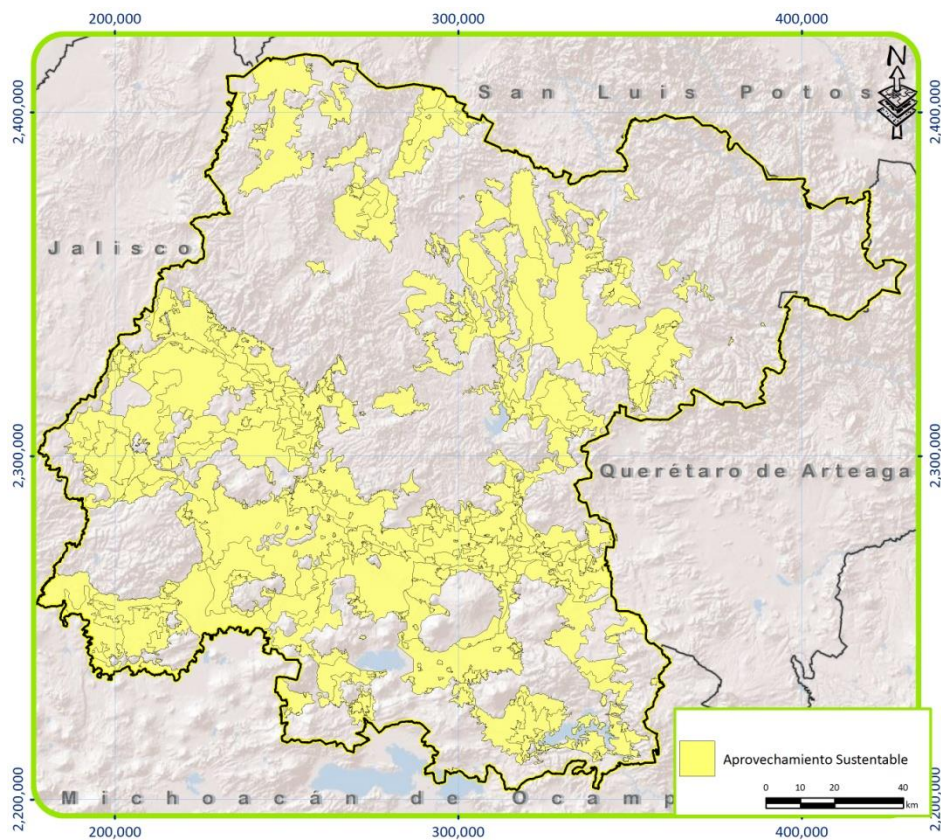 200,000 300,000 400,000
N
San Luis Potos
2,400,000 2,400,000
Jalisco
2,300,000 2,300,000
Querétaro de Arteaga
Aprovechamiento Sustentable
0 10 20 40
km
2,200,000 2,200,000
Michoacán de Ocamp
200,000 300,000 400,000